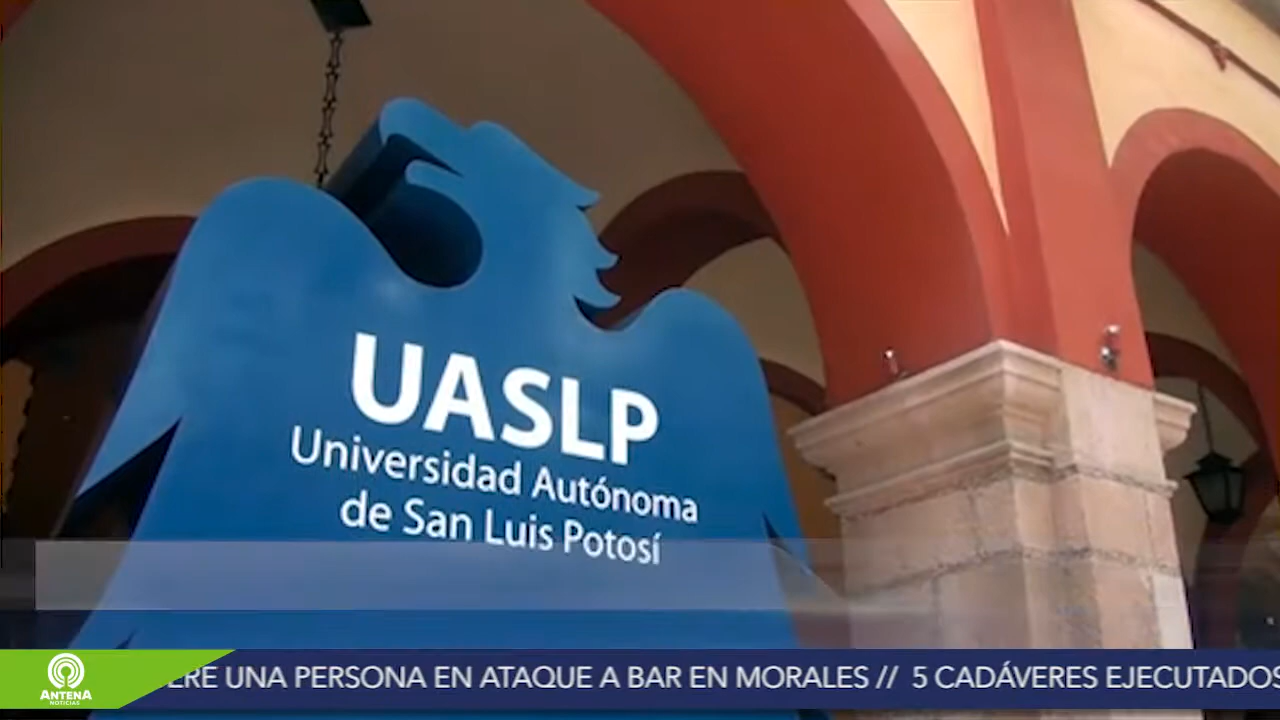 UASLP
Universidad Autónoma
de San Luis Potosí
UNA PERSONA EN ATAQUE A BAR EN MORALES // 5 CADÁVERES EJECUTADOS
ANTENA
NOTICIAS